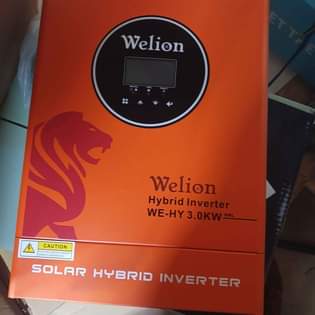 Welion
Welion
Hybrid Inverter
WE-HY 3.0KW
CAUTION
SOLAR HYBRID INVERTER